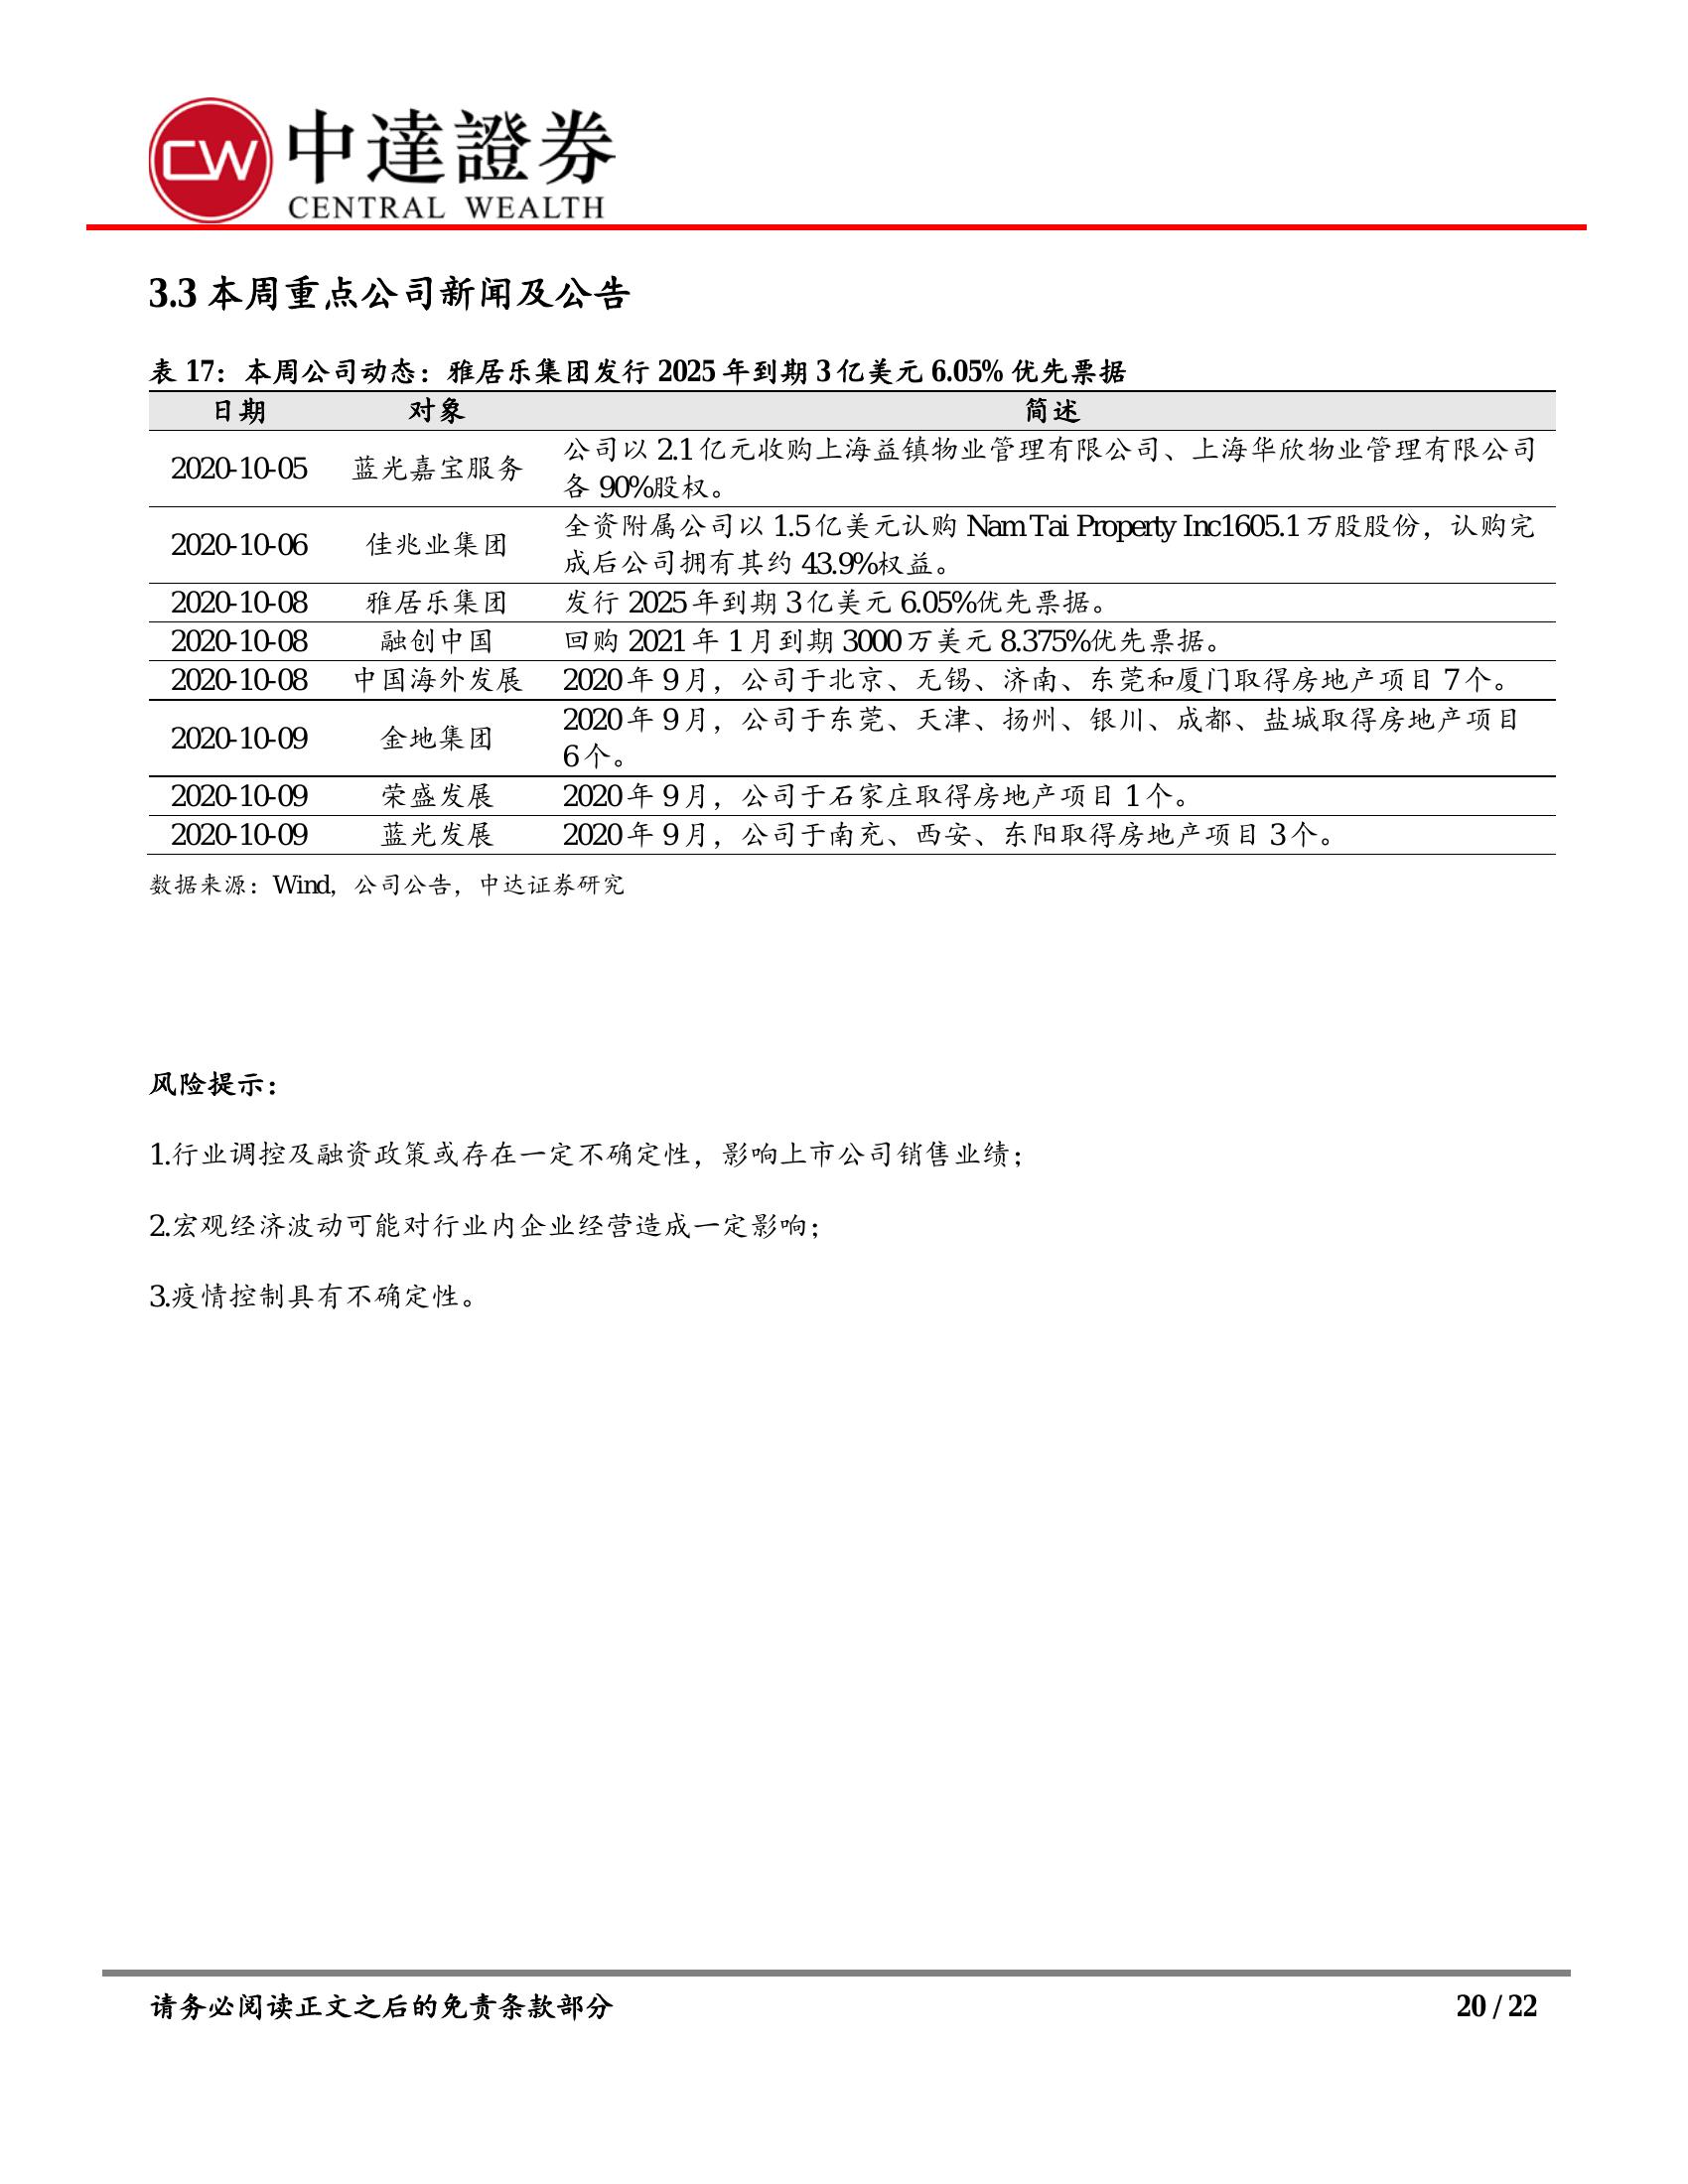 CW 中達證券
CENTRAL WEALTH
3.3 本周重点公司新闻及公告
表 17：本周公司动态：雅居乐集团发行 2025 年到期 3 亿美元 6.05% 优先票据
日期 对象 简述
2020-10-05 蓝光嘉宝服务 公司以 2.1 亿元收购上海益镇物业管理有限公司、上海华欣物业管理有限公司
各 90%股权。
2020-10-06 佳兆业集团 全资附属公司以 1.5 亿美元认购 Nam Tai Property Inc1605.1 万股股份，认购完
成后公司拥有其约 43.9%权益。
2020-10-08 雅居乐集团 发行 2025 年到期 3 亿美元 6.05%优先票据。
2020-10-08 融创中国 回购 2021 年 1 月到期 3000 万美元 8.375%优先票据。
2020-10-08 中国海外发展 2020 年 9 月，公司于北京、无锡、济南、东莞和厦门取得房地产项目 7 个。
2020-10-09 金地集团 2020 年 9 月，公司于东莞、天津、扬州、银川、成都、盐城取得房地产项目
6 个。
2020-10-09 荣盛发展 2020 年 9 月，公司于石家庄取得房地产项目 1 个。
2020-10-09 蓝光发展 2020 年 9 月，公司于南充、西安、东阳取得房地产项目 3 个。
数据来源：Wind，公司公告，中达证券研究
风险提示：
1.行业调控及融资政策或存在一定不确定性，影响上市公司销售业绩；
2.宏观经济波动可能对行业内企业经营造成一定影响；
3.疫情控制具有不确定性。
请务必阅读正文之后的免责条款部分 20 / 22